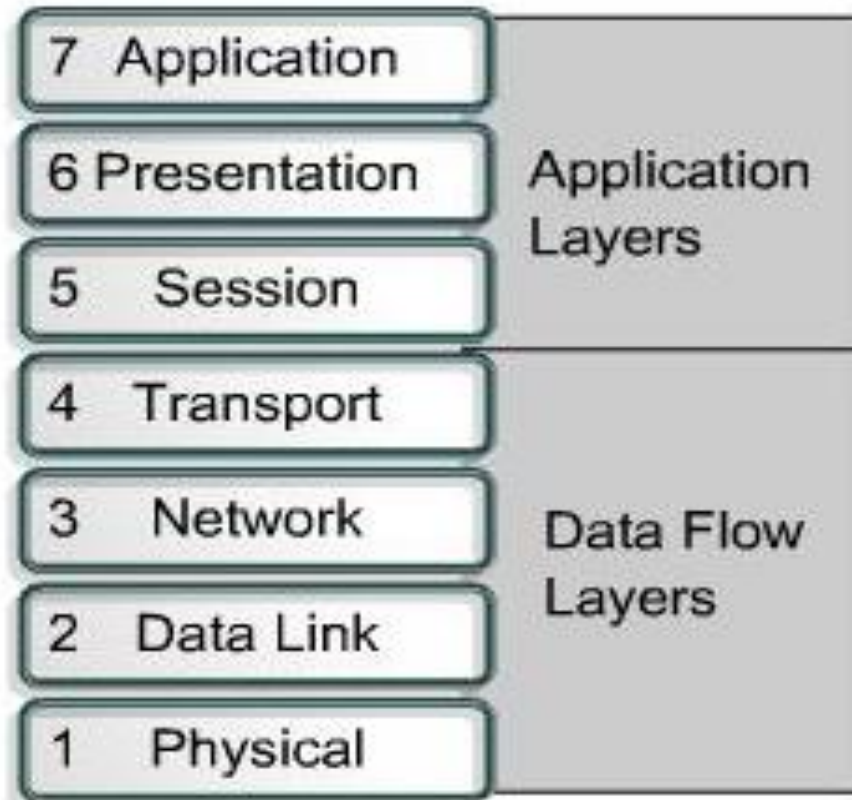 7 Application
6 Presentation
5 Session
4 Transport
3 Network
2 Data Link
1 Physical
Application
Layers
Data Flow
Layers